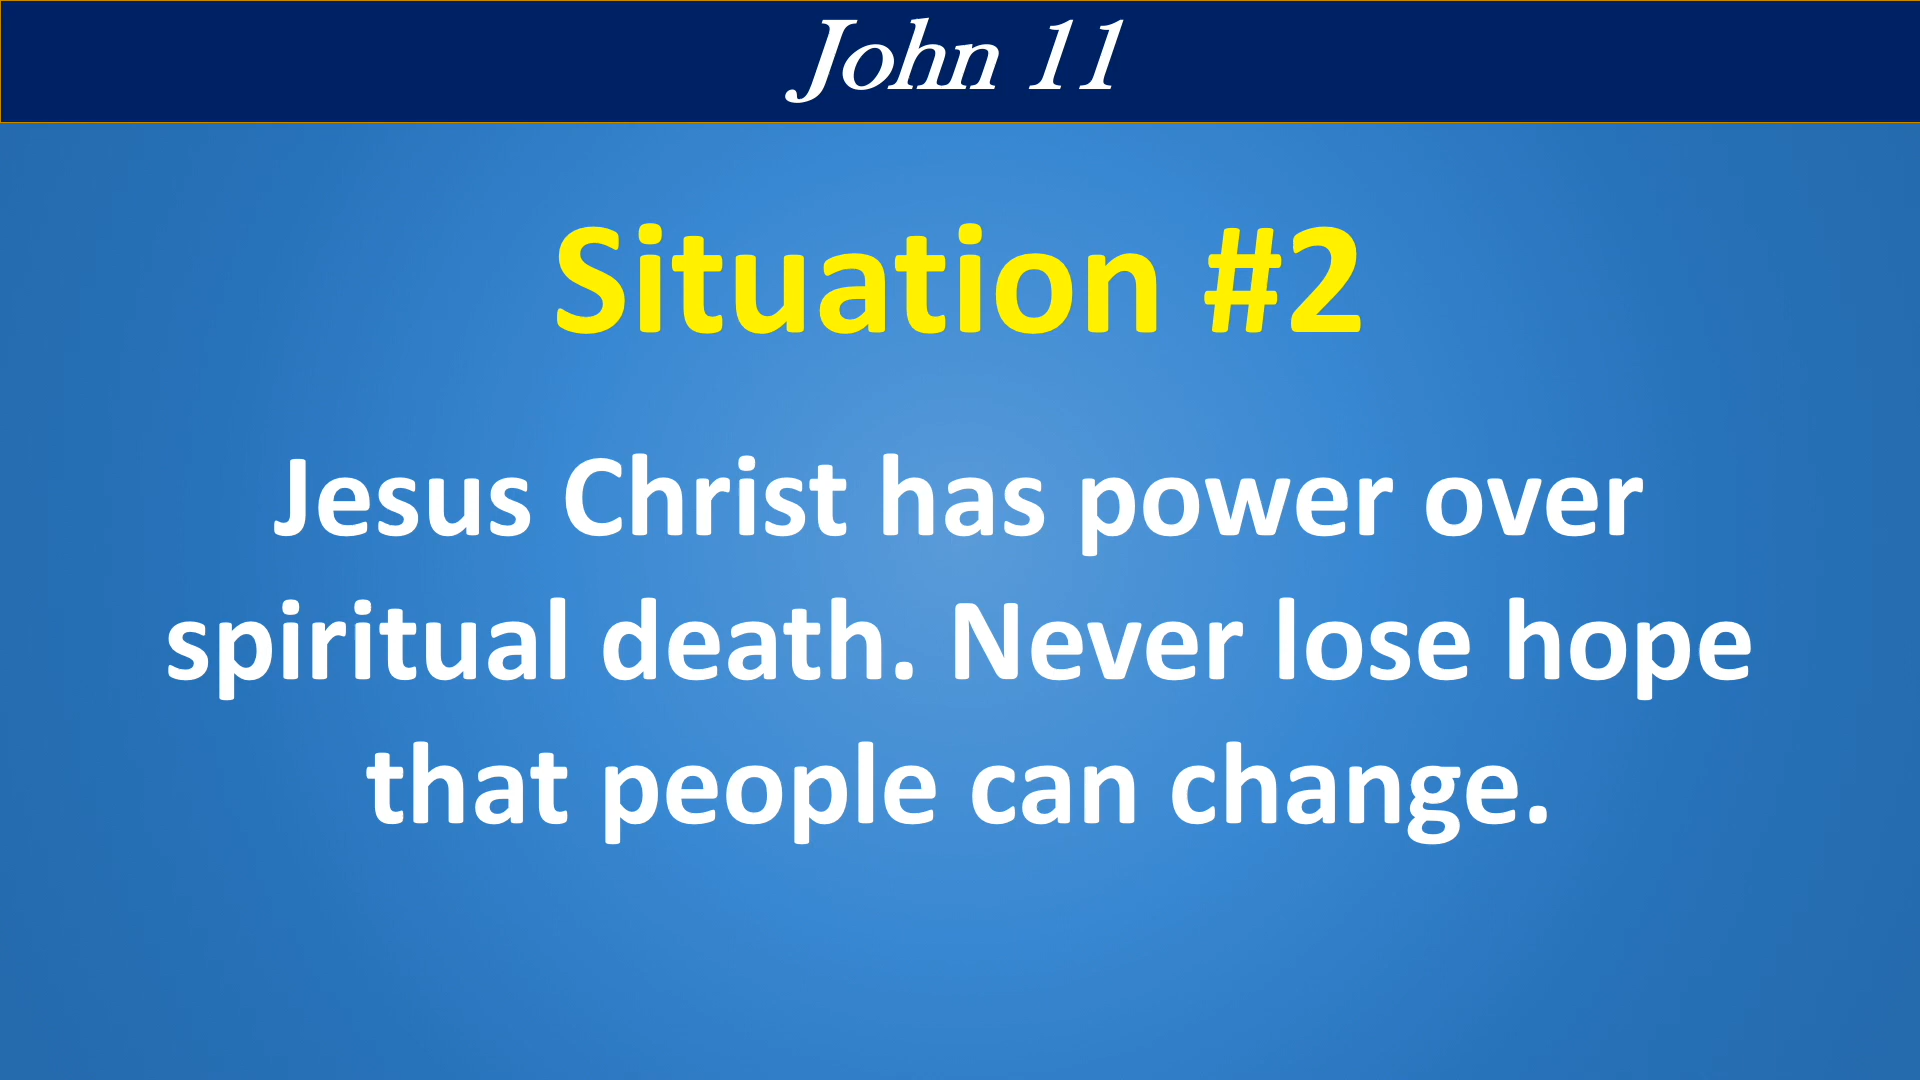 John 11
Situation #2
Jesus Christ has power over
spiritual death. Never lose hope
that people can change.